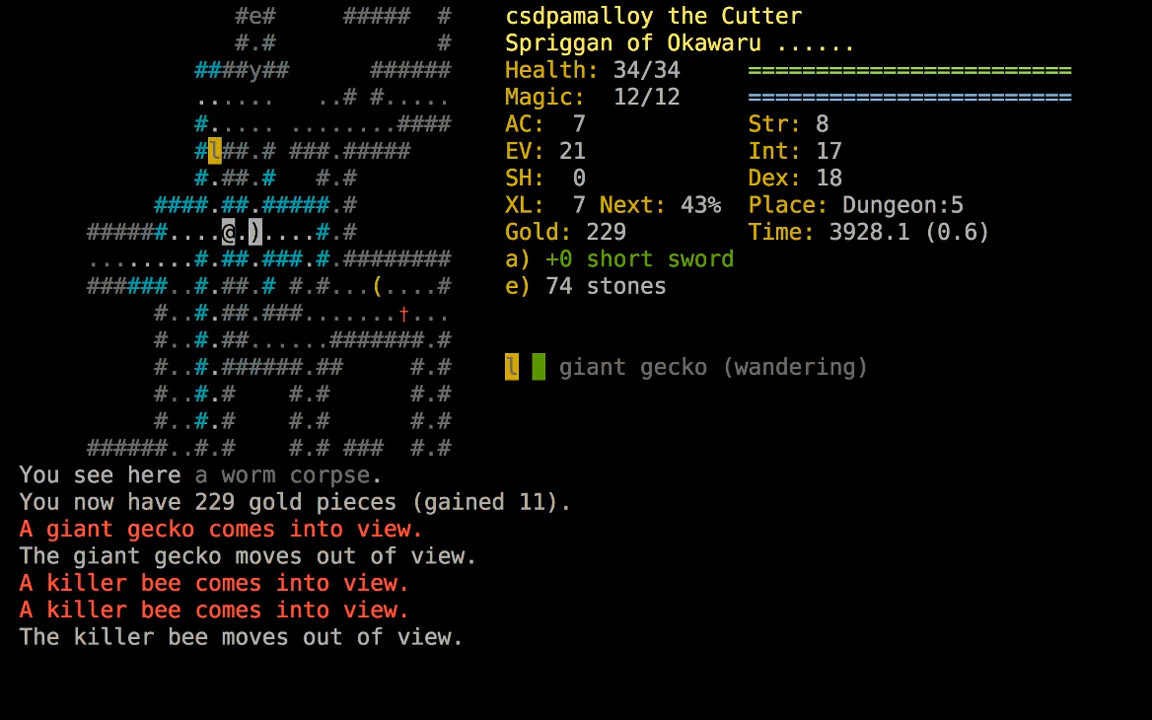 #e#     #####  #      csdpamalloy the Cutter
           #.#            #      Spriggan of Okawaru ......
        ####y##      ######      Health: 34/34     ========================
        ......   ..# #.....      Magic:  12/12     ========================
        #..... ........####      AC:  7            Str: 8
        #l##.# ###.#####         EV: 21            Int: 17
        #.##.#   #.#             SH:  0            Dex: 18
     ####.##.#####.#             XL:  7 Next: 43%  Place: Dungeon:5
######....@.)....#.#             Gold: 229         Time: 3928.1 (0.6)
........#.##.###.#.########      a) +0 short sword
######..#.##.# #.#...(....#      e) 74 stones
     #..#.##.###.......†...
     #..#.##......#######.#
     #..#.######.##     #.#      l   giant gecko (wandering)
     #..#.#    #.#      #.#
     #..#.#    #.#      #.#
######..#.#    #.# ###  #.#
You see here a worm corpse.
You now have 229 gold pieces (gained 11).
A giant gecko comes into view.
The giant gecko moves out of view.
A killer bee comes into view.
A killer bee comes into view.
The killer bee moves out of view.